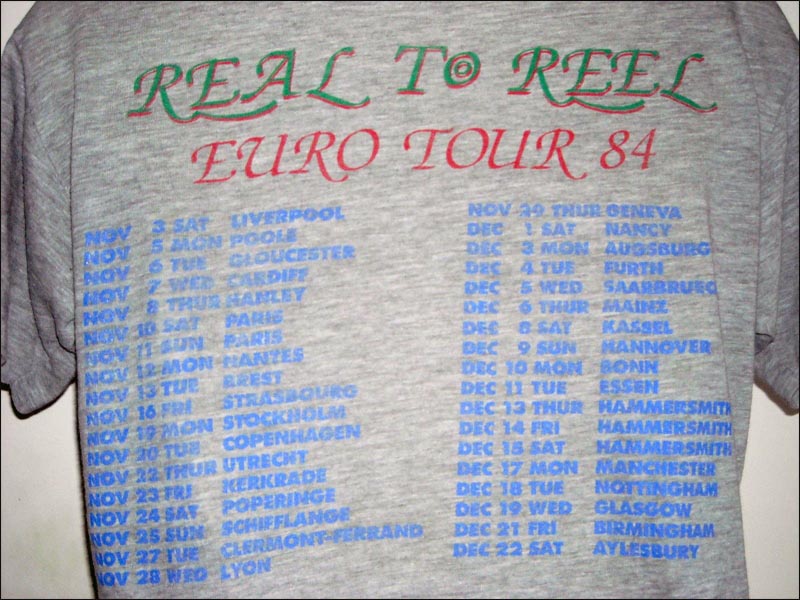 REAL TO REEL
EURO TOUR 84
NOV 3 SAT LIVERPOOL
NOV 5 MON POOLE
NOV 6 TUE GLOUCESTER
NOV 7 WED CARDIFF
NOV 8 THUR HANLEY
NOV 10 SAT PARIS
NOV 11 SUN PARIS
NOV 12 MON NANTES
NOV 13 TUE BREST
NOV 16 FRI STRASBOURG
NOV 19 MON STOCKHOLM
NOV 20 TUE COPENHAGEN
NOV 22 THUR UTRECHT
NOV 23 FRI KERKRADE
NOV 24 SAT POPERINGE
NOV 25 SUN SCHIFFLANGE
NOV 27 TUE CLERMONT-FERRAND
NOV 28 WED LYON
NOV 29 THUR GENEVA
DEC 1 SAT NANCY
DEC 3 MON AUGSBURG
DEC 4 TUE FURTH
DEC 5 WED SAARBRUEC
DEC 6 THUR MAINZ
DEC 8 SAT KASSEL
DEC 9 SUN HANNOVER
DEC 10 MON BONN
DEC 11 TUE ESSEN
DEC 13 THUR HAMMERSMITH
DEC 14 FRI HAMMERSMITH
DEC 15 SAT HAMMERSMITH
DEC 17 MON MANCHESTER
DEC 18 TUE NOTTINGHAM
DEC 19 WED GLASGOW
DEC 21 FRI BIRMINGHAM
DEC 22 SAT AYLESBURY